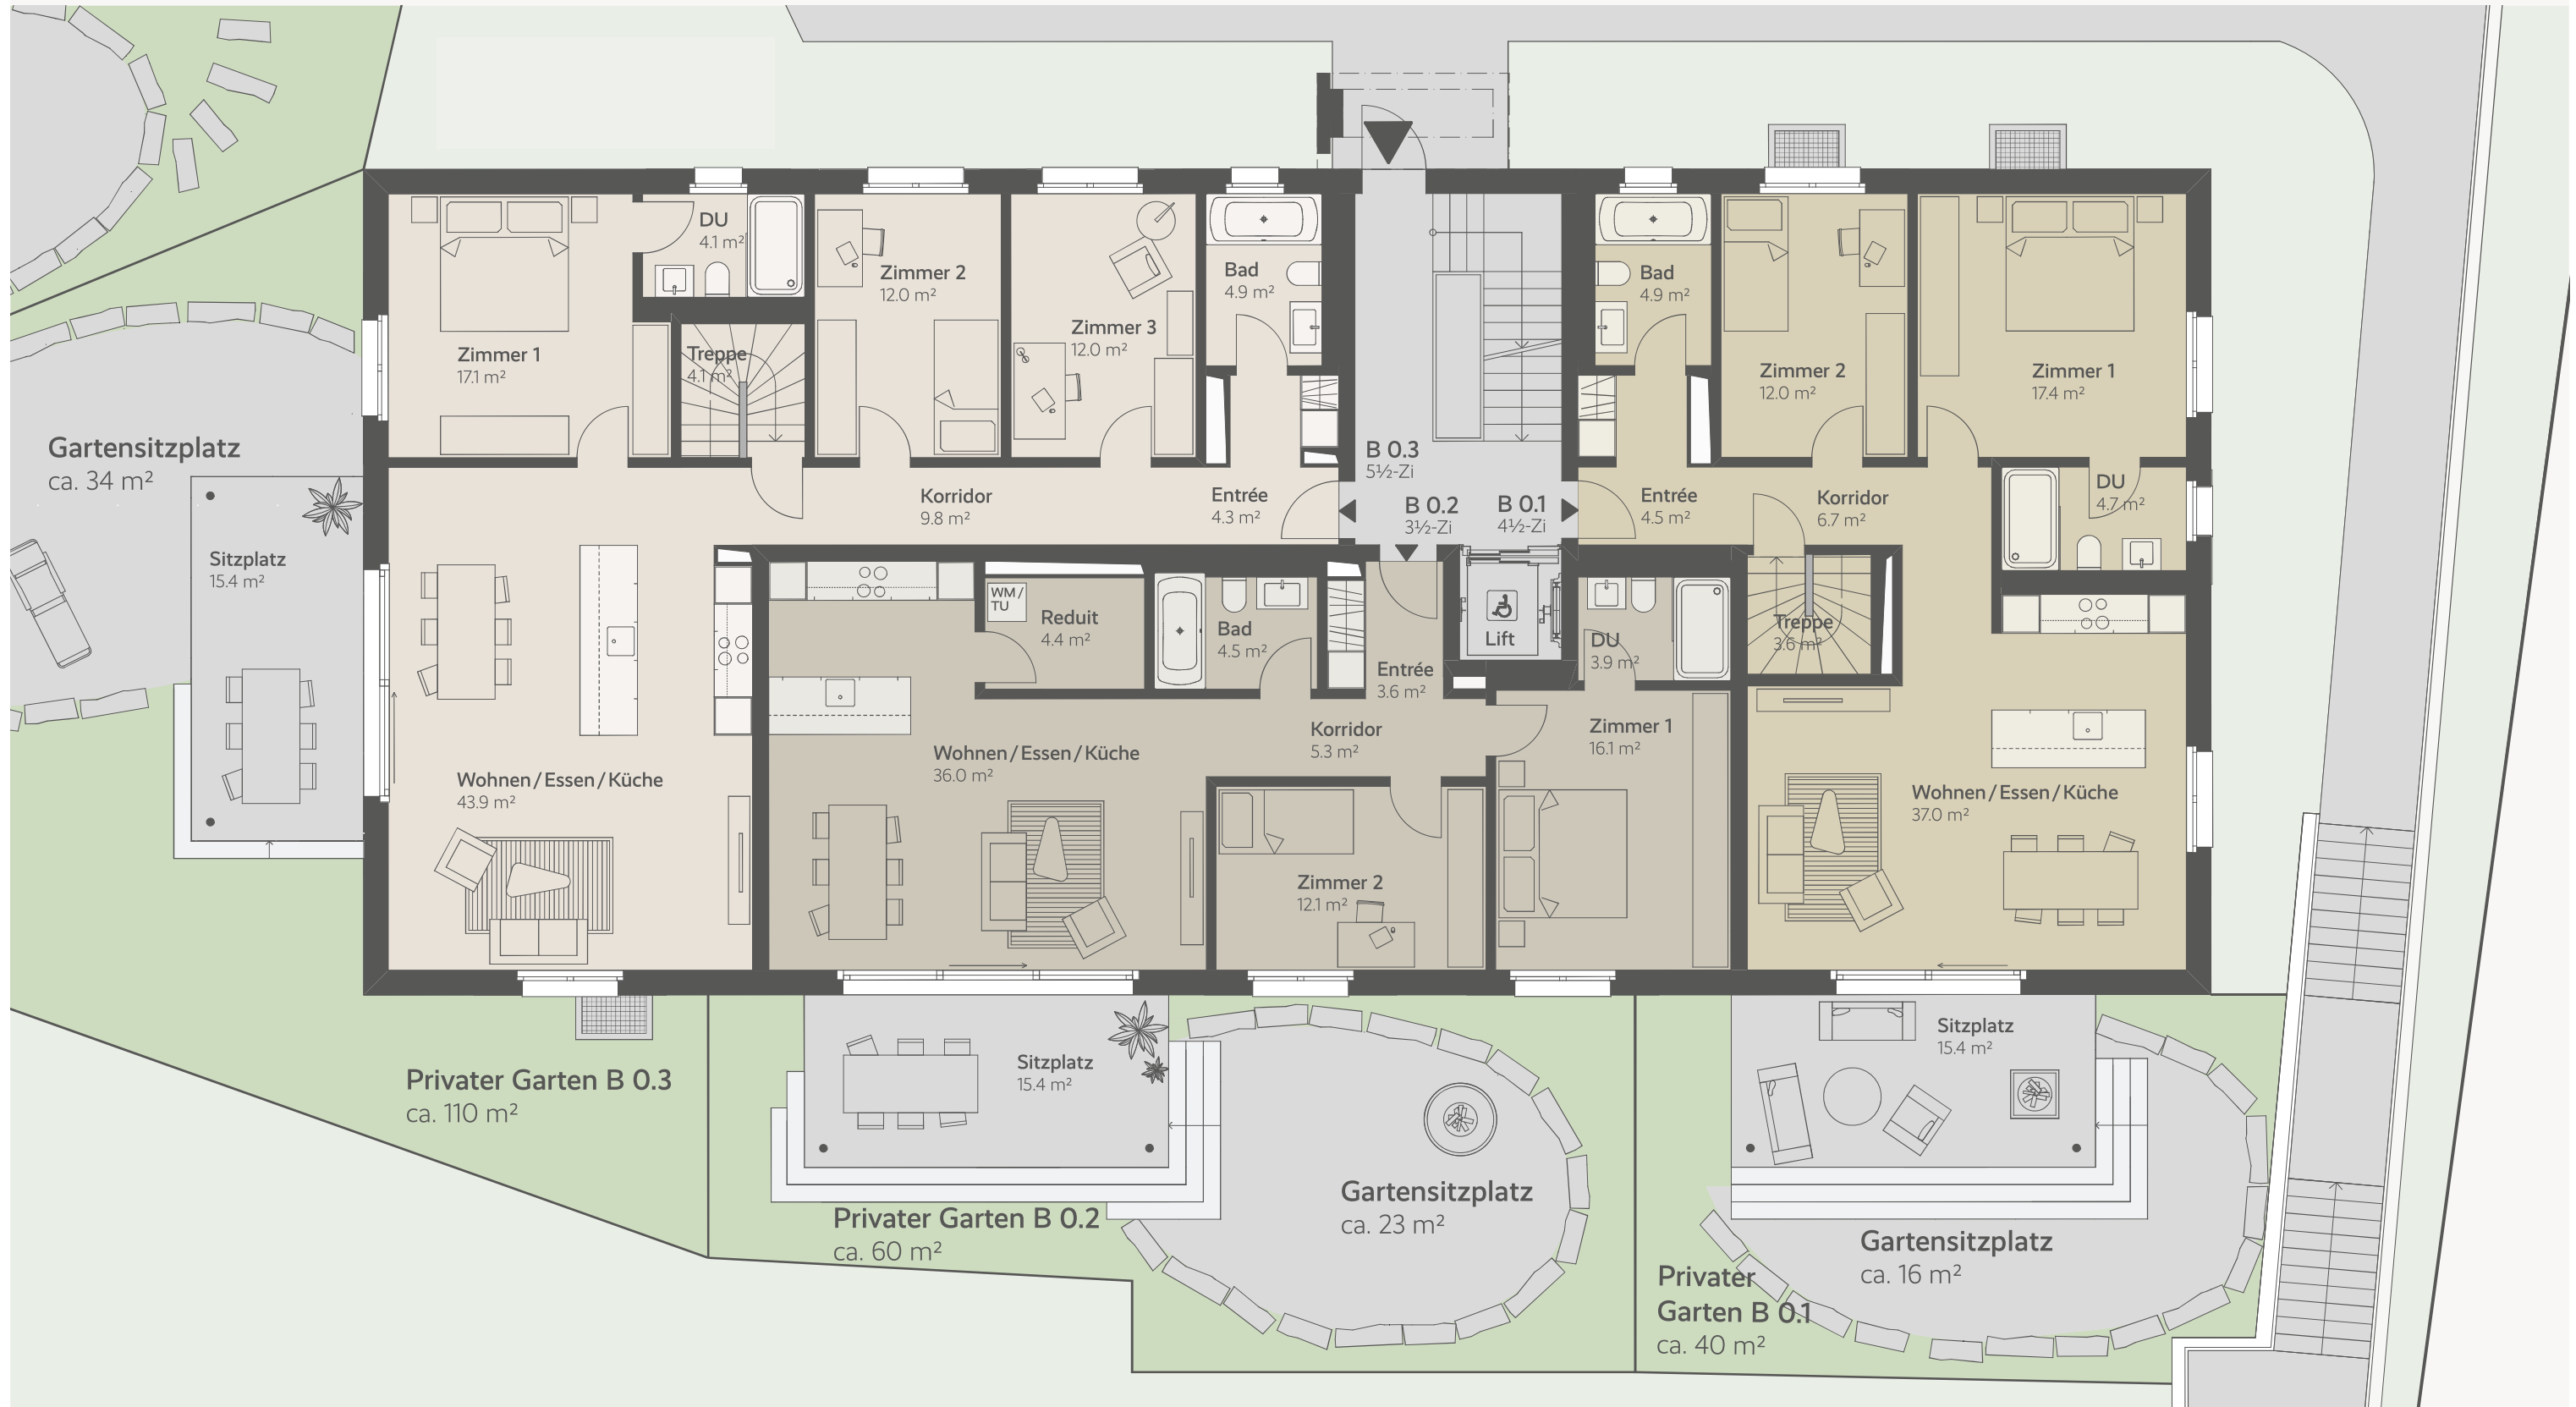 DU
4.1 m²
Zimmer 2
12.0 m²
Zimmer 3
12.0 m²
Bad
4.9 m²
Zimmer 1
17.1 m²
Treppe
4.1 m²
Korridor
9.8 m²
Entrée
4.3 m²
Wohnen / Essen / Küche
43.9 m²
Gartensitzplatz
ca. 34 m²
Sitzplatz
15.4 m²
B 0.3
5½-Zi
B 0.2
3½-Zi
B 0.1
4½-Zi
Lift
Bad
4.9 m²
Zimmer 2
12.0 m²
Zimmer 1
17.4 m²
Entrée
4.5 m²
Korridor
6.7 m²
DU
4.7 m²
Treppe
3.6 m²
Wohnen / Essen / Küche
37.0 m²
WM /
TU
Reduit
4.4 m²
Bad
4.5 m²
Entrée
3.6 m²
DU
3.9 m²
Korridor
5.3 m²
Zimmer 1
16.1 m²
Wohnen / Essen / Küche
36.0 m²
Zimmer 2
12.1 m²
Privater Garten B 0.3
ca. 110 m²
Sitzplatz
15.4 m²
Privater Garten B 0.2
ca. 60 m²
Gartensitzplatz
ca. 23 m²
Sitzplatz
15.4 m²
Gartensitzplatz
ca. 16 m²
Privater
Garten B 0.1
ca. 40 m²